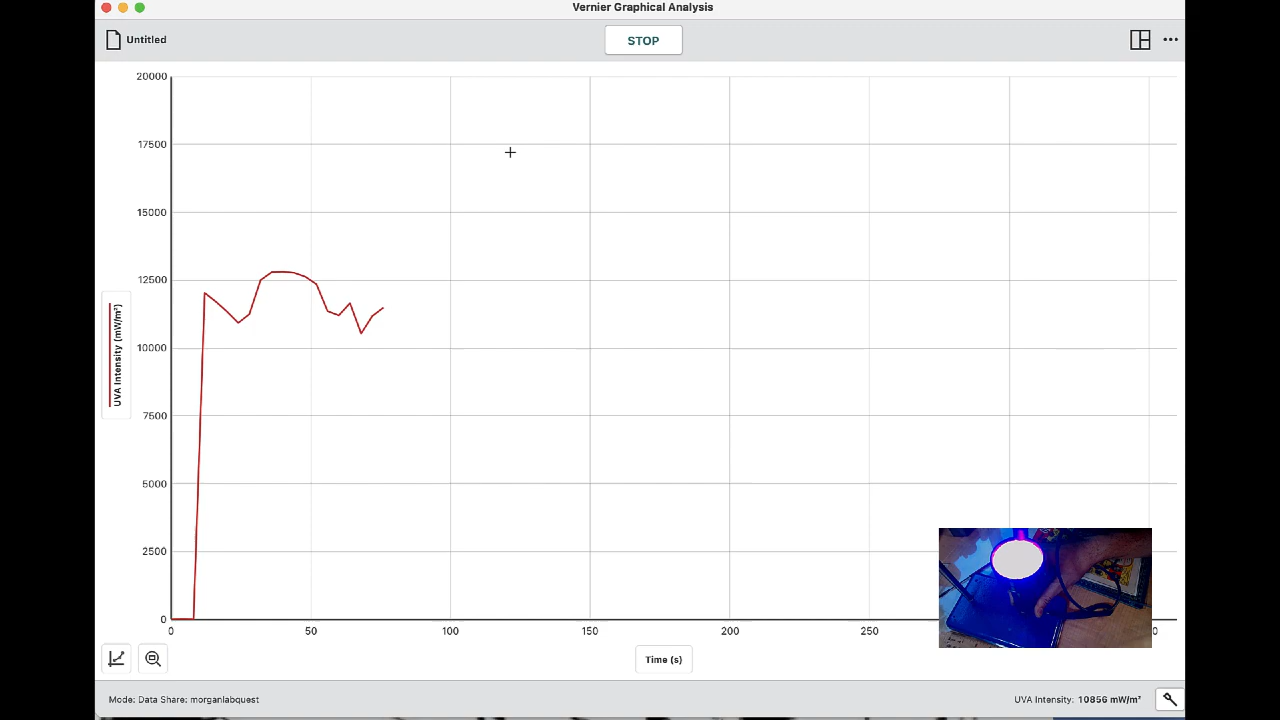 Vernier Graphical Analysis
Untitled
STOP
20000
17500
15000
12500
10000
7500
5000
2500
0
UVA Intensity (mW/m²)
0 50 100 150 200 250
Time (s)
Mode: Data Share: morganlabquest
UVA Intensity: 10856 mW/m²